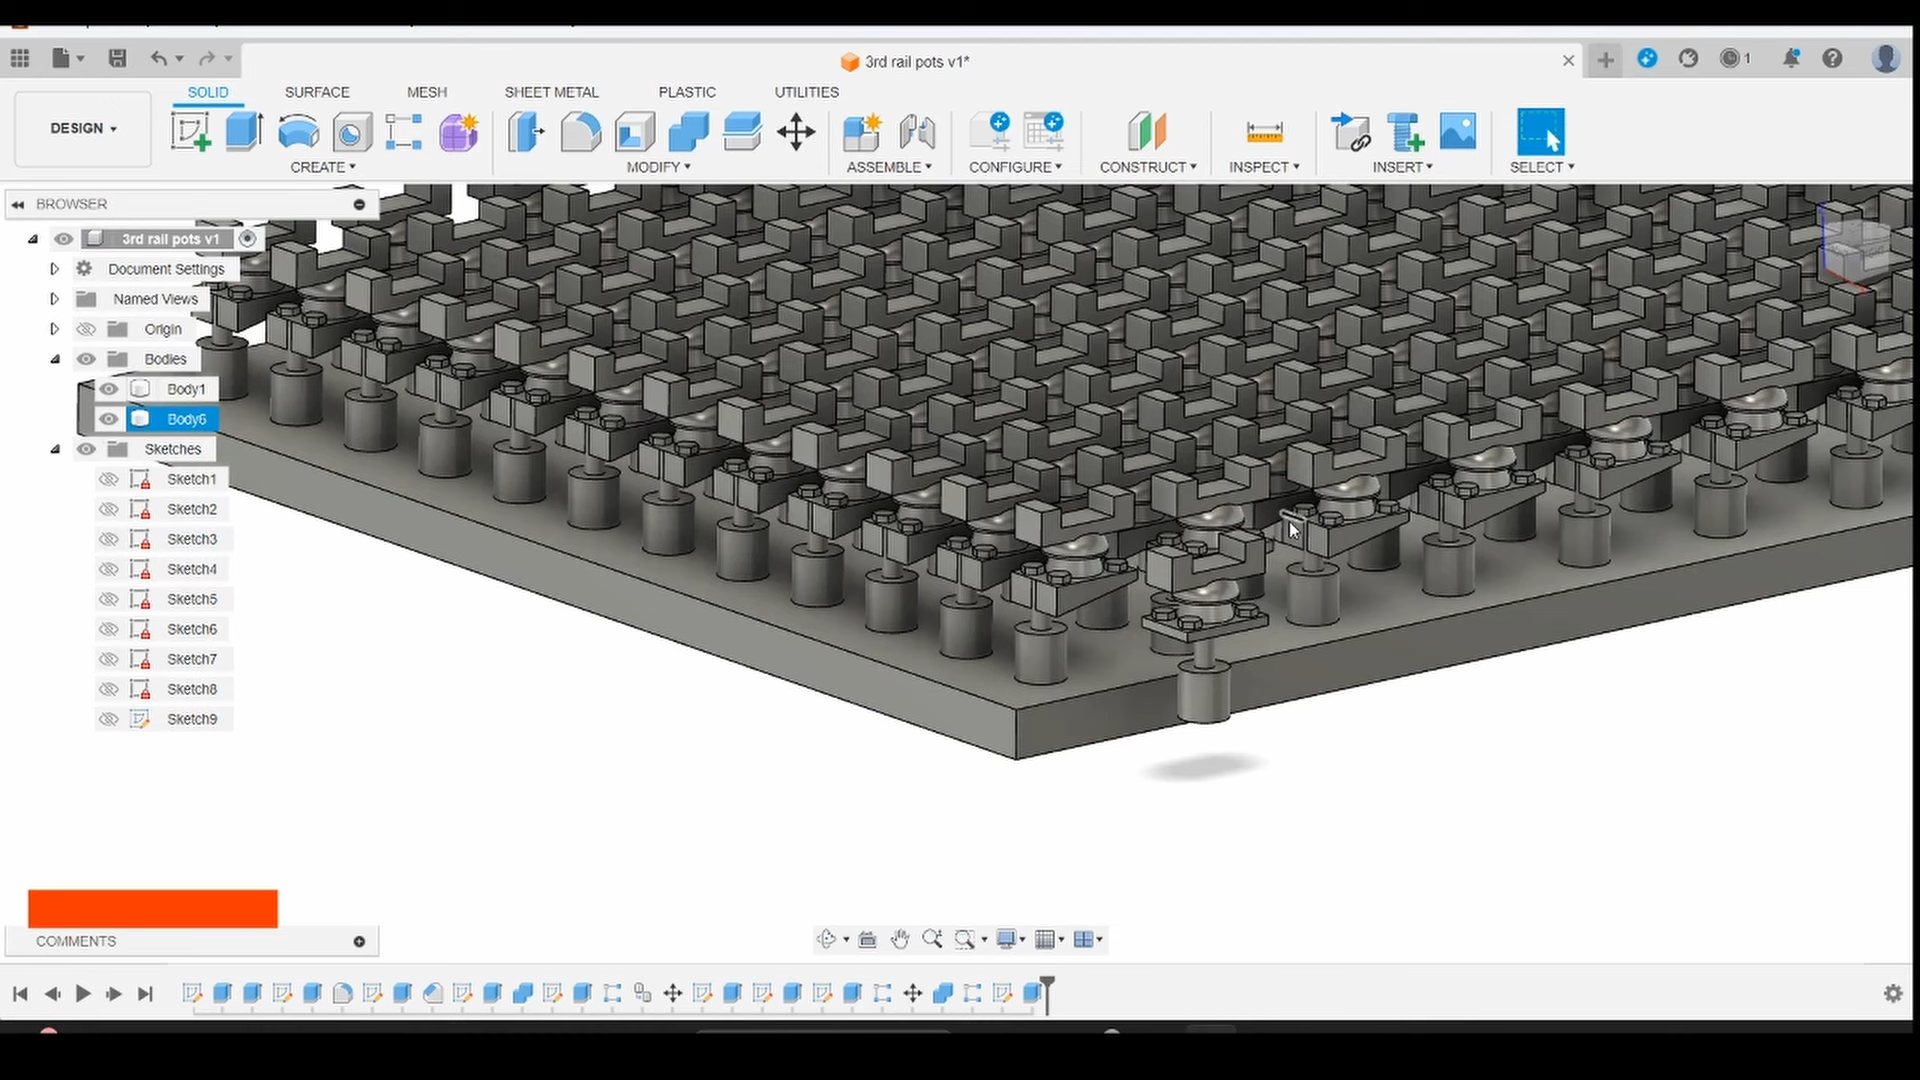 3rd rail pots v1*
1
SOLID SURFACE MESH SHEET METAL PLASTIC UTILITIES
DESIGN
CREATE MODIFY ASSEMBLE CONFIGURE CONSTRUCT INSPECT INSERT SELECT
BROWSER
3rd rail pots v1
Document Settings
Named Views
Origin
Bodies
Body1
Body6
Sketches
Sketch1
Sketch2
Sketch3
Sketch4
Sketch5
Sketch6
Sketch7
Sketch8
Sketch9
COMMENTS